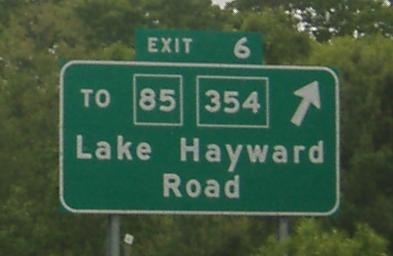 EXIT 6
TO 85 354
Lake Hayward
Road